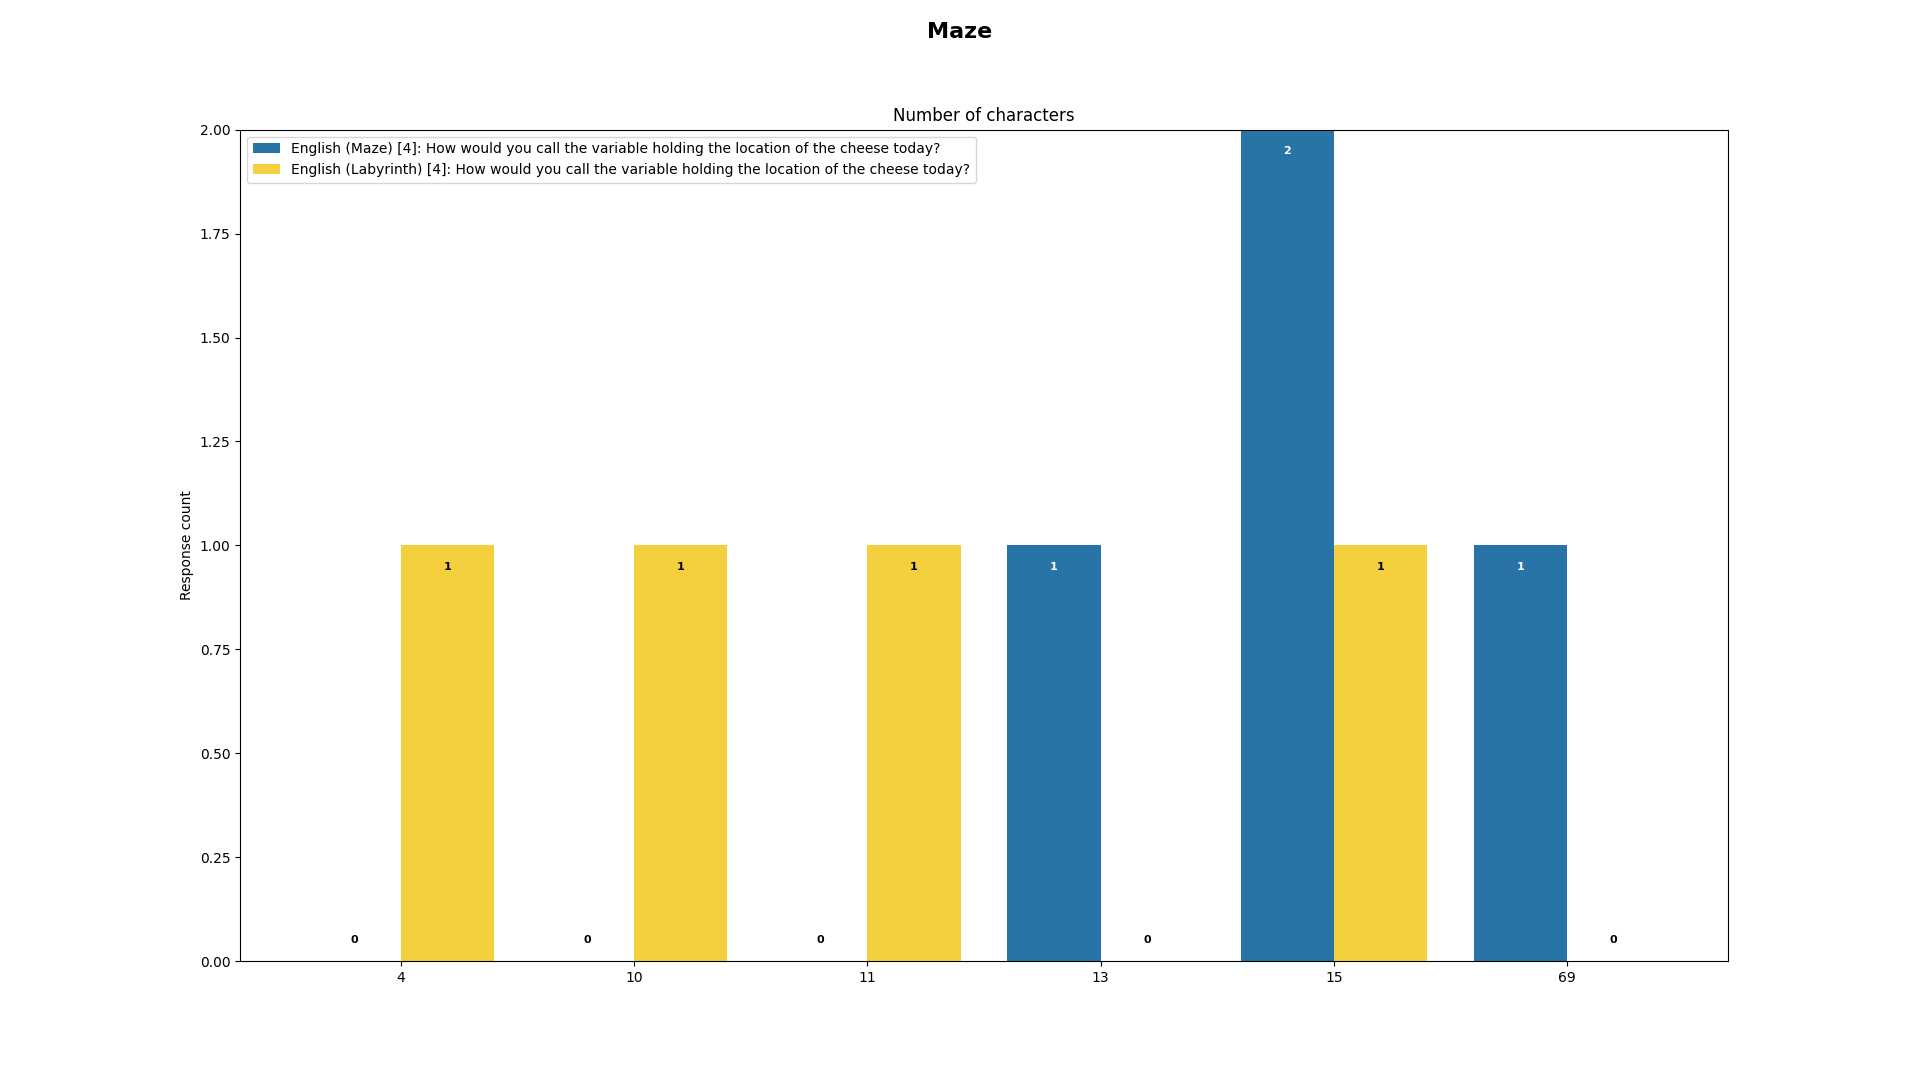 Maze
Number of characters
English (Maze) [4]: How would you call the variable holding the location of the cheese today?
English (Labyrinth) [4]: How would you call the variable holding the location of the cheese today?
Response count
2.00
1.75
1.50
1.25
1.00
0.75
0.50
0.25
0.00
2
1 1 1 1 1 1
0 0 0 0 0
4 10 11 13 15 69